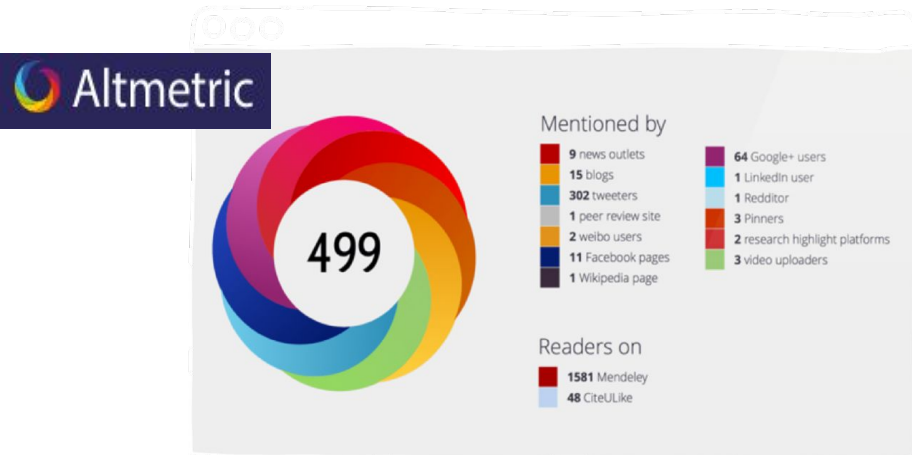 Altmetric
499
Mentioned by
9 news outlets
15 blogs
302 tweeters
1 peer review site
2 weibo users
11 Facebook pages
1 Wikipedia page
64 Google+ users
1 LinkedIn user
1 Redditor
3 Pinners
2 research highlight platforms
3 video uploaders
Readers on
1581 Mendeley
48 CiteULike